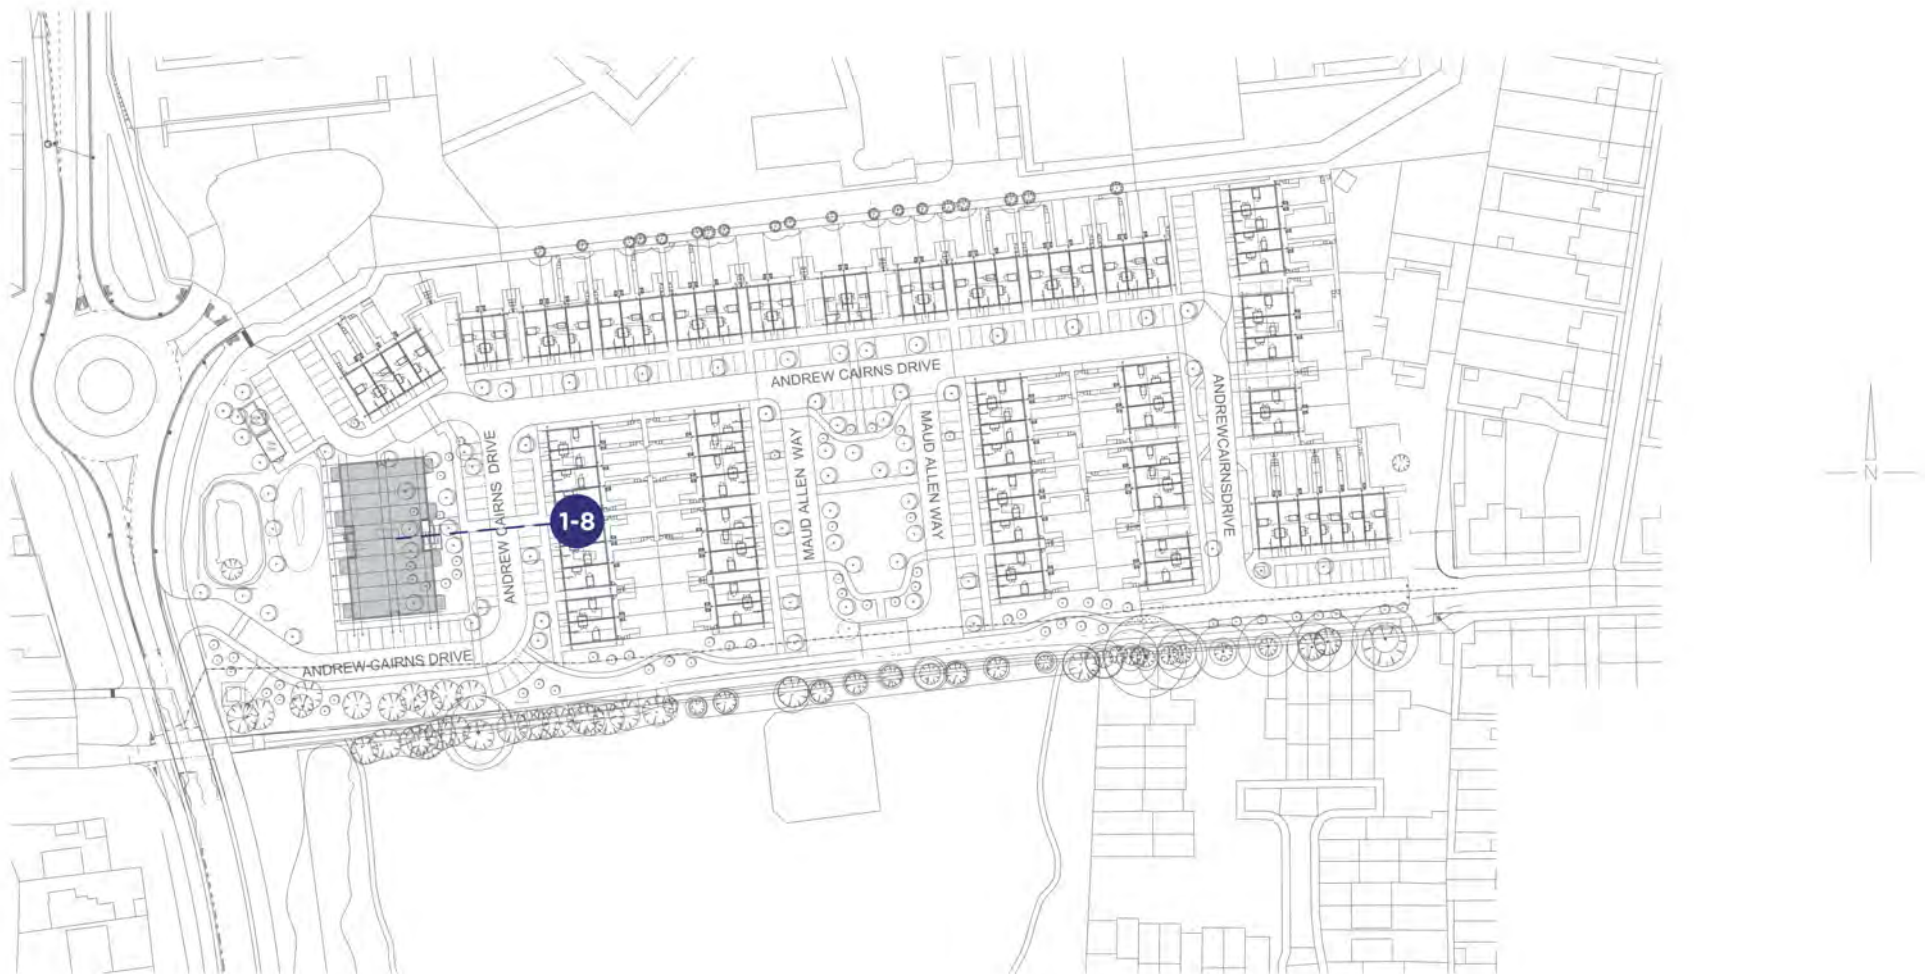 ANDREW CAIRNS DRIVE
ANDREW CAIRNS DRIVE
MAUD ALLEN WAY
MAUD ALLEN WAY
ANDREWCAIRNSDRIVE
1-8
ANDREW-CAIRNS DRIVE
N